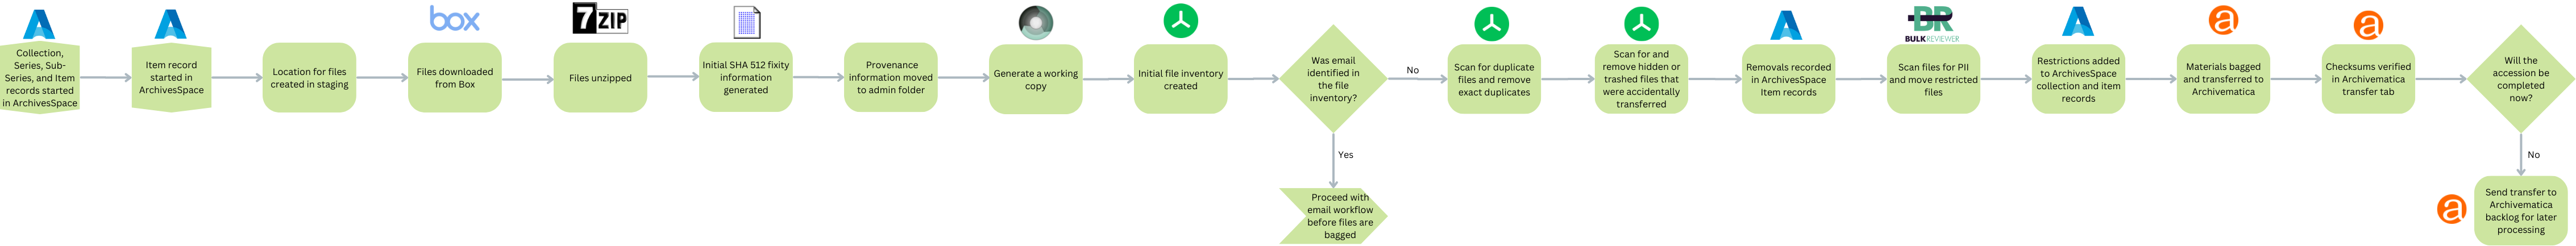 Collection,
Series, Sub-
Series, and Item
records started
in ArchivesSpace
Item record
started in
ArchivesSpace
Location for files
created in staging
box
Files downloaded
from Box
7ZIP
Files unzipped
Initial SHA 512 fixity
information
generated
Provenance
information moved
to admin folder
Generate a working
copy
Initial file inventory
created
Was email
identified in
the file
inventory?
No
Yes
Proceed with
email workflow
before files are
bagged
Scan for duplicate
files and remove
exact duplicates
Scan for and
remove hidden or
trashed files that
were accidentally
transferred
Removals recorded
in ArchivesSpace
Item records
BR
BULKREVIEWER
Scan files for PII
and move restricted
files
Restrictions added
to ArchivesSpace
collection and item
records
a
Materials bagged
and transferred to
Archivematica
a
Checksums verified
in Archivematica
transfer tab
Will the
accession be
completed
now?
No
a
Send transfer to
Archivematica
backlog for later
processing